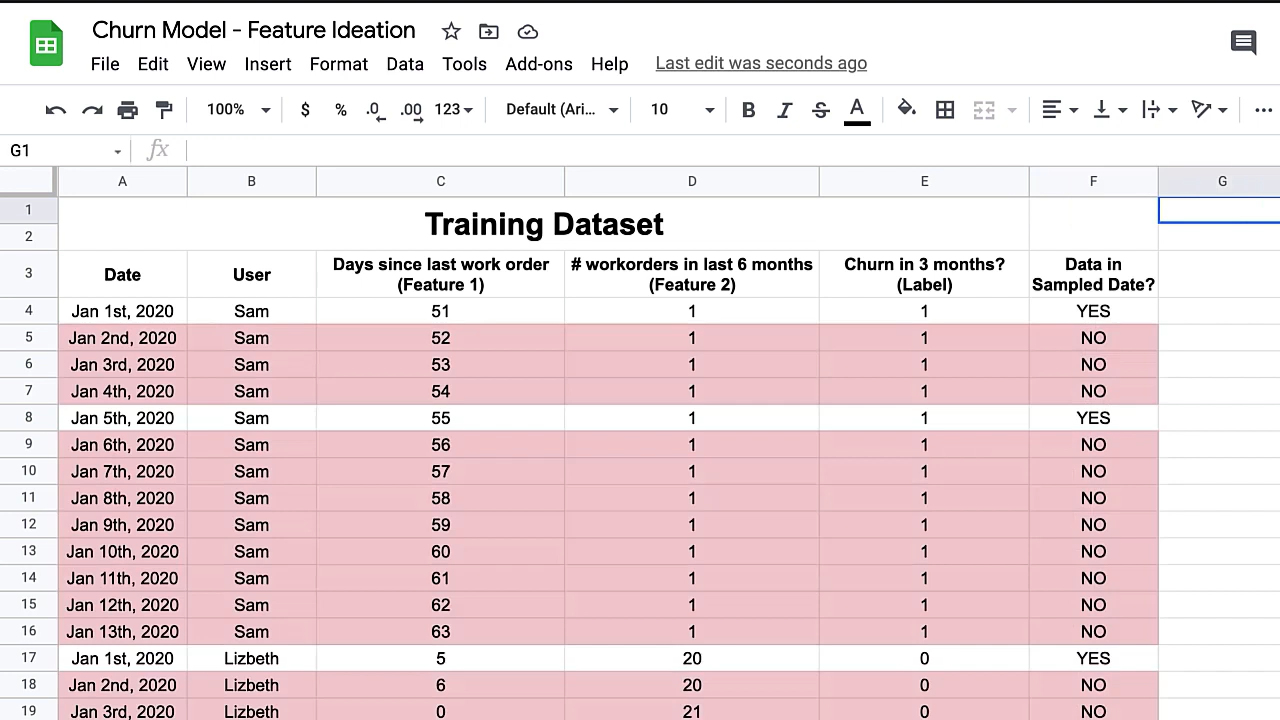 Churn Model - Feature Ideation
File Edit View Insert Format Data Tools Add-ons Help Last edit was seconds ago
100% $ % .0 .00 123 Default (Ari... 10 B I S A ...
G1 fx
A B C D E F G
1 Training Dataset
2
3 Date User Days since last work order (Feature 1) # workorders in last 6 months (Feature 2) Churn in 3 months? (Label) Data in Sampled Date?
4 Jan 1st, 2020 Sam 51 1 1 YES
5 Jan 2nd, 2020 Sam 52 1 1 NO
6 Jan 3rd, 2020 Sam 53 1 1 NO
7 Jan 4th, 2020 Sam 54 1 1 NO
8 Jan 5th, 2020 Sam 55 1 1 YES
9 Jan 6th, 2020 Sam 56 1 1 NO
10 Jan 7th, 2020 Sam 57 1 1 NO
11 Jan 8th, 2020 Sam 58 1 1 NO
12 Jan 9th, 2020 Sam 59 1 1 NO
13 Jan 10th, 2020 Sam 60 1 1 NO
14 Jan 11th, 2020 Sam 61 1 1 NO
15 Jan 12th, 2020 Sam 62 1 1 NO
16 Jan 13th, 2020 Sam 63 1 1 NO
17 Jan 1st, 2020 Lizbeth 5 20 0 YES
18 Jan 2nd, 2020 Lizbeth 6 20 0 NO
19 Jan 3rd, 2020 Lizbeth 0 21 0 NO